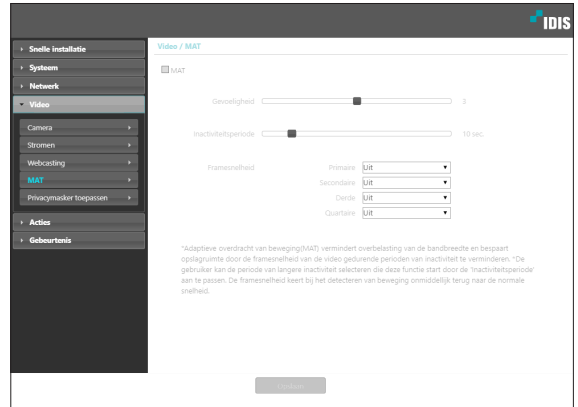 IDIS
Snelle installatie
Systeem
Netwerk
Video
Camera
Stromen
Webcasting
MAT
Privacymasker toepassen
Acties
Gebeurtenis
Video / MAT
MAT
Gevoeligheid 3
Inactiviteitsperiode 10 sec.
Framesnelheid Primaire Uit
Secondaire Uit
Derde Uit
Quartaire Uit
*Adaptieve overdracht van beweging(MAT) vermindert overbelasting van de bandbreedte en bespaart
opslagruimte door de framesnelheid van de video gedurende perioden van inactiviteit te verminderen. *De
gebruiker kan de periode van langere inactiviteit selecteren die deze functie start door de 'Inactiviteitsperiode'
aan te passen. De framesnelheid keert bij het detecteren van beweging onmiddellijk terug naar de normale
snelheid.